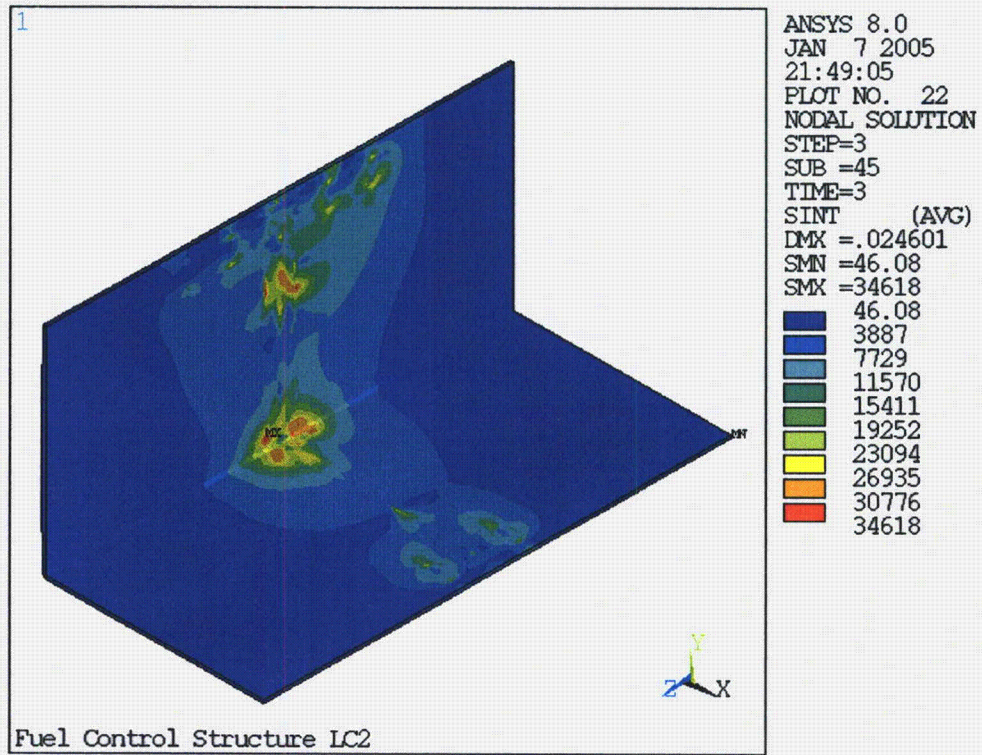 1
ANSYS 8.0
JAN 7 2005
21:49:05
PLOT NO. 22
NODAL SOLUTION
STEP=3
SUB =45
TIME=3
SINT (AVG)
DMX =.024601
SMN =46.08
SMX =34618
46.08
3887
7729
11570
15411
19252
23094
26935
30776
34618
MX
MN
Y
Z X
Fuel Control Structure LC2